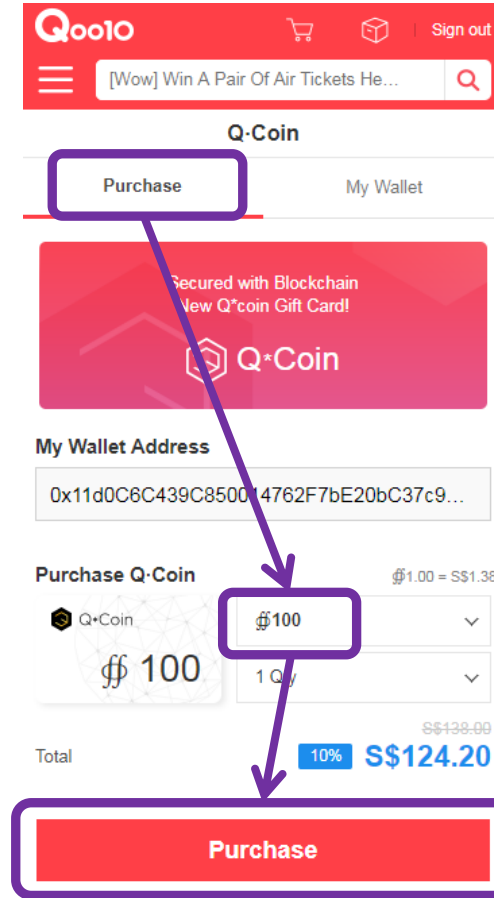 Qoo10
Sign out
[Wow] Win A Pair Of Air Tickets He...
Q·Coin
Purchase
My Wallet
Secured with Blockchain
New Q*coin Gift Card!
Q*Coin
My Wallet Address
Purchase Q·Coin
∯1.00 = S$1.38
Q*Coin
∯ 100
∯100
1 Qty
S$138.00
Total
10%
S$124.20
Purchase